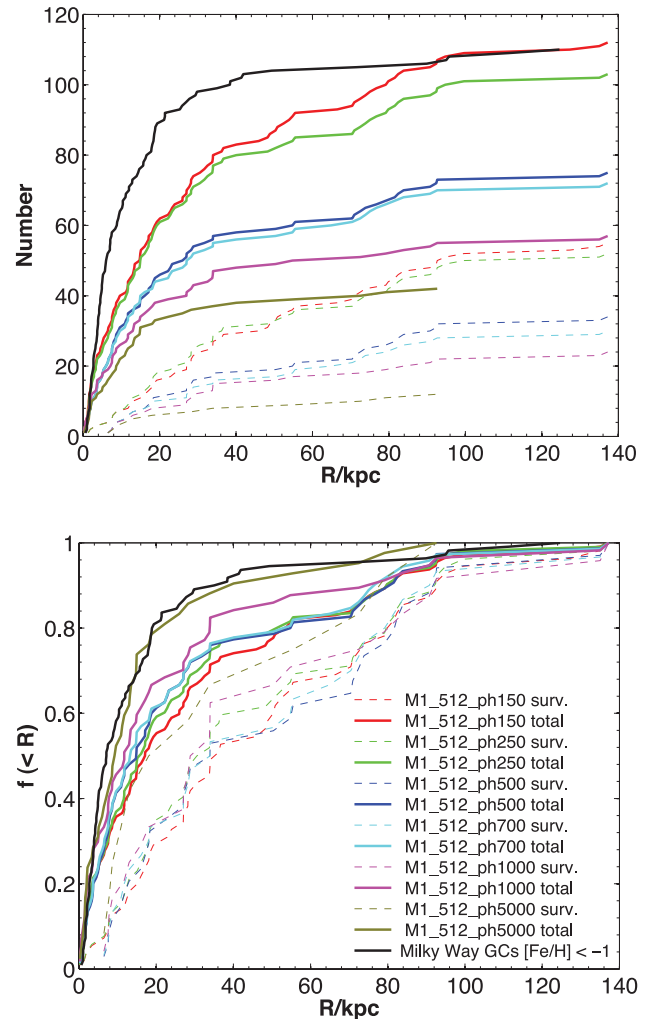 120
100
80
60
40
20
0
Number
0 20 40 60 80 100 120 140
R/kpc
1
0.8
0.6
0.4
0.2
0
f (< R)
M1_512_ph150 surv.
M1_512_ph150 total
M1_512_ph250 surv.
M1_512_ph250 total
M1_512_ph500 surv.
M1_512_ph500 total
M1_512_ph700 surv.
M1_512_ph700 total
M1_512_ph1000 surv.
M1_512_ph1000 total
M1_512_ph5000 surv.
M1_512_ph5000 total
Milky Way GCs [Fe/H] < −1
0 20 40 60 80 100 120 140
R/kpc